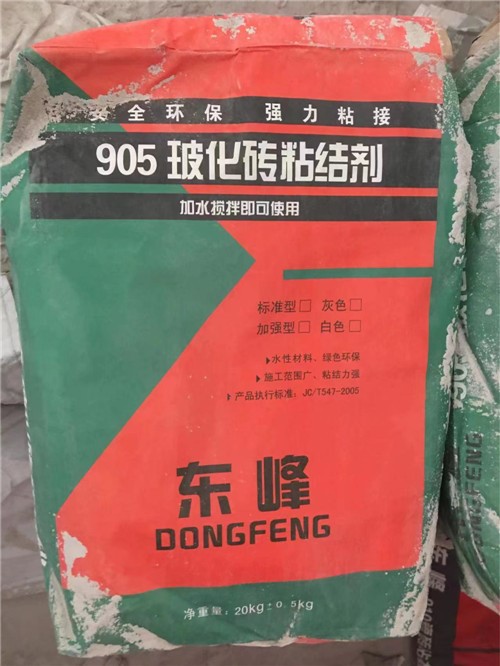 安全环保 强力粘接
905 玻化砖粘结剂
加水搅拌即可使用
标准型□ 灰色□
加强型□ 白色□
▶水性材料、绿色环保
▶施工范围广、粘结力强
▶产品执行标准：JC/T547-2005
东峰
DONGFENG
净重量：20kg±0.5kg
905